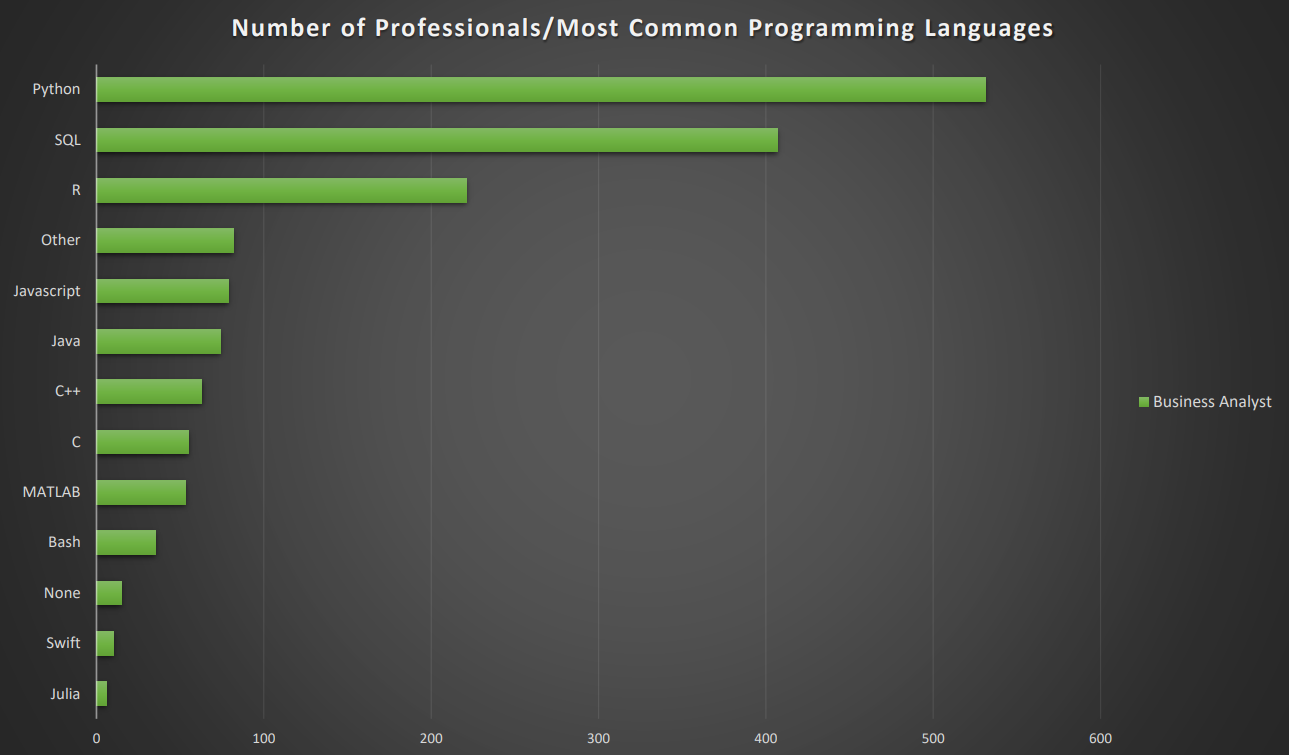 Number of Professionals/Most Common Programming Languages
Python
SQL
R
Other
Javascript
Java
C++
C
MATLAB
Bash
None
Swift
Julia
0 100 200 300 400 500 600
Business Analyst